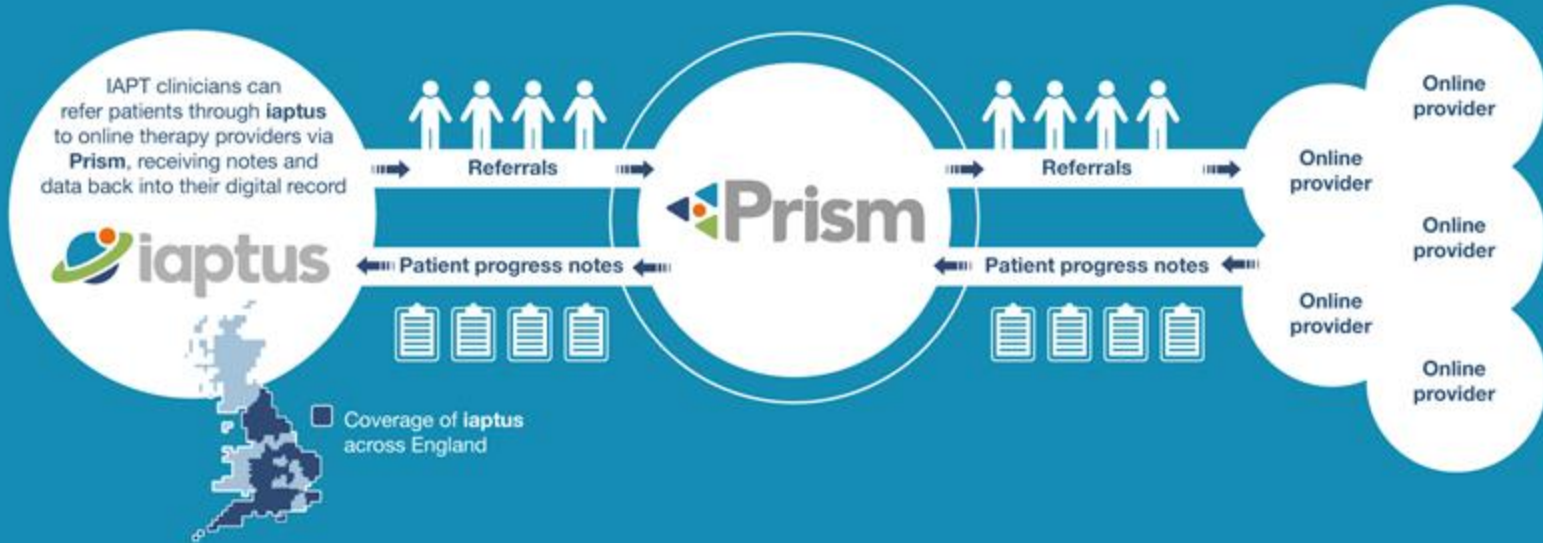 IAPT clinicians can
refer patients through iaptus
to online therapy providers via
Prism, receiving notes and
data back into their digital record
iaptus
Coverage of iaptus
across England
Referrals
Patient progress notes
Prism
Referrals
Patient progress notes
Online
provider
Online
provider
Online
provider
Online
provider
Online
provider